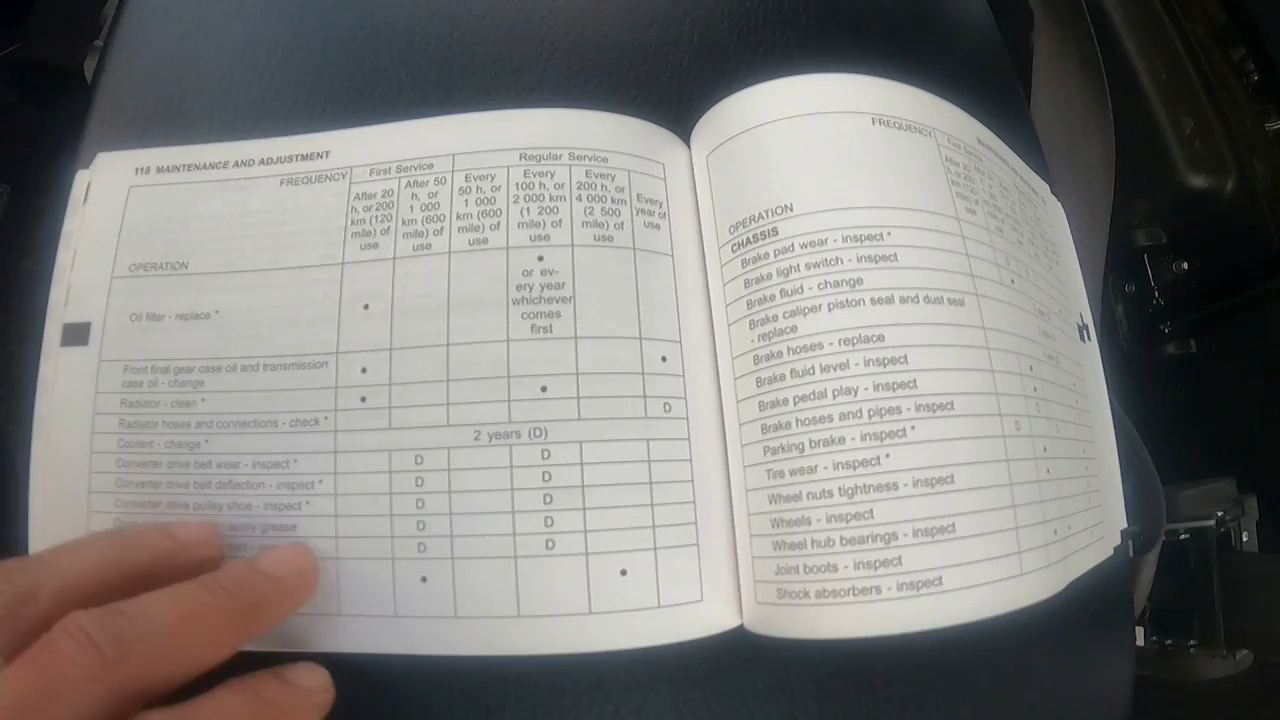 118 MAINTENANCE AND ADJUSTMENT
FREQUENCY
First Service
Regular Service
After 20
h, or 200
km (120
mile) of
use
After 50
h, or
1 000
km (600
mile) of
use
Every
50 h, or
1 000
km (600
mile) of
use
Every
100 h, or
2 000 km
(1 200
mile) of
use
Every
200 h, or
4 000 km
(2 500
mile) of
use
Every
year of
use
OPERATION
Oil filter - replace *
•
•
or ev-
ery year
whichever
comes
first
Front final gear case oil and transmission
case oil - change
•
•
Radiator - clean *
•
•
Radiator hoses and connections - check *
D
Coolant - change *
2 years (D)
Converter drive belt wear - inspect *
D
D
Converter drive belt deflection - inspect *
D
D
Converter drive pulley shoe - inspect *
D
D
apply grease
D
D
D
D
•
•
FREQUENCY
First Service
OPERATION
CHASSIS
Brake pad wear - inspect *
Brake light switch - inspect
Brake fluid - change
Brake caliper piston seal and dust seal
- replace
Brake hoses - replace
Brake fluid level - inspect
Brake pedal play - inspect
Brake hoses and pipes - inspect
Parking brake - inspect *
Tire wear - inspect *
Wheel nuts tightness - inspect
Wheels - inspect
Wheel hub bearings - inspect
Joint boots - inspect
Shock absorbers - inspect